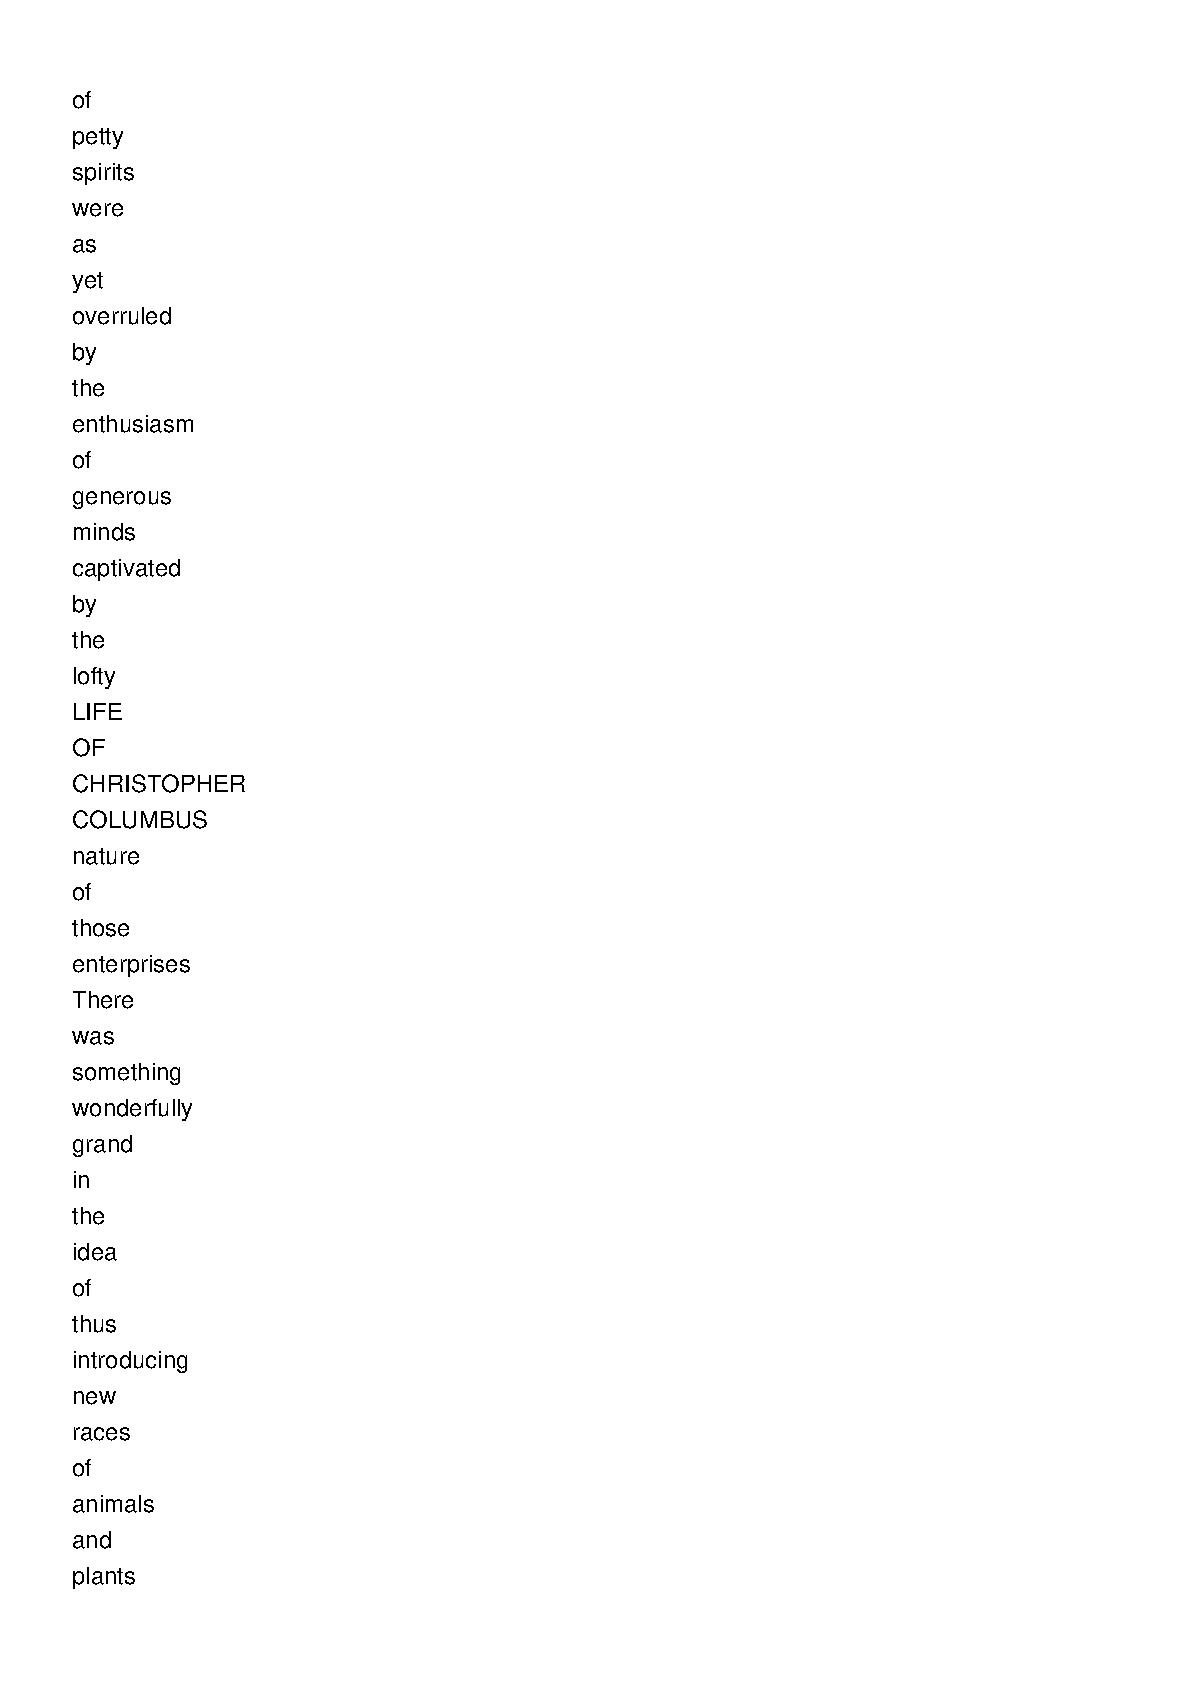 of
petty
spirits
were
as
yet
overruled
by
the
enthusiasm
of
generous
minds
captivated
by
the
lofty
LIFE
OF
CHRISTOPHER
COLUMBUS
nature
of
those
enterprises
There
was
something
wonderfully
grand
in
the
idea
of
thus
introducing
new
races
of
animals
and
plants